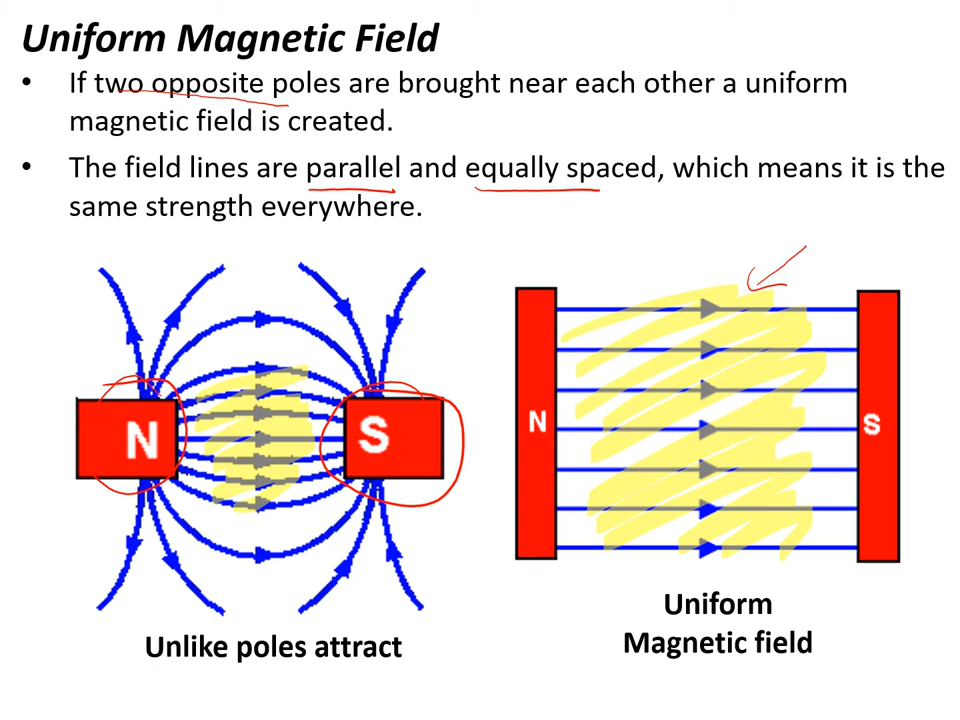 Uniform Magnetic Field
• If two opposite poles are brought near each other a uniform
magnetic field is created.
• The field lines are parallel and equally spaced, which means it is the
same strength everywhere.
N
S
N
S
Unlike poles attract
Uniform
Magnetic field